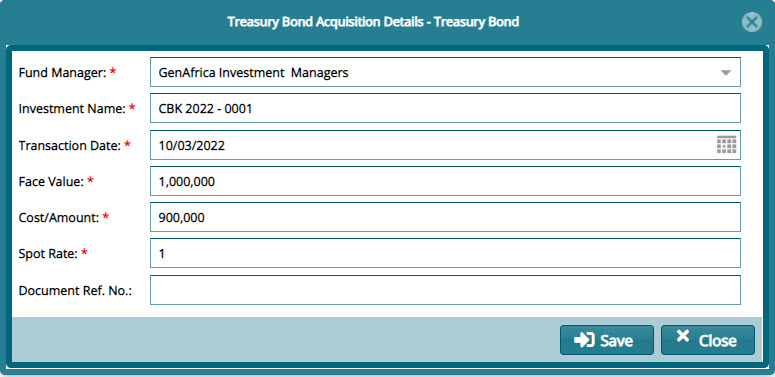 Treasury Bond Acquisition Details - Treasury Bond
Fund Manager: * GenAfrica Investment  Managers
Investment Name: * CBK 2022 - 0001
Transaction Date: * 10/03/2022
Face Value: * 1,000,000
Cost/Amount: * 900,000
Spot Rate: * 1
Document Ref. No.:
Save Close